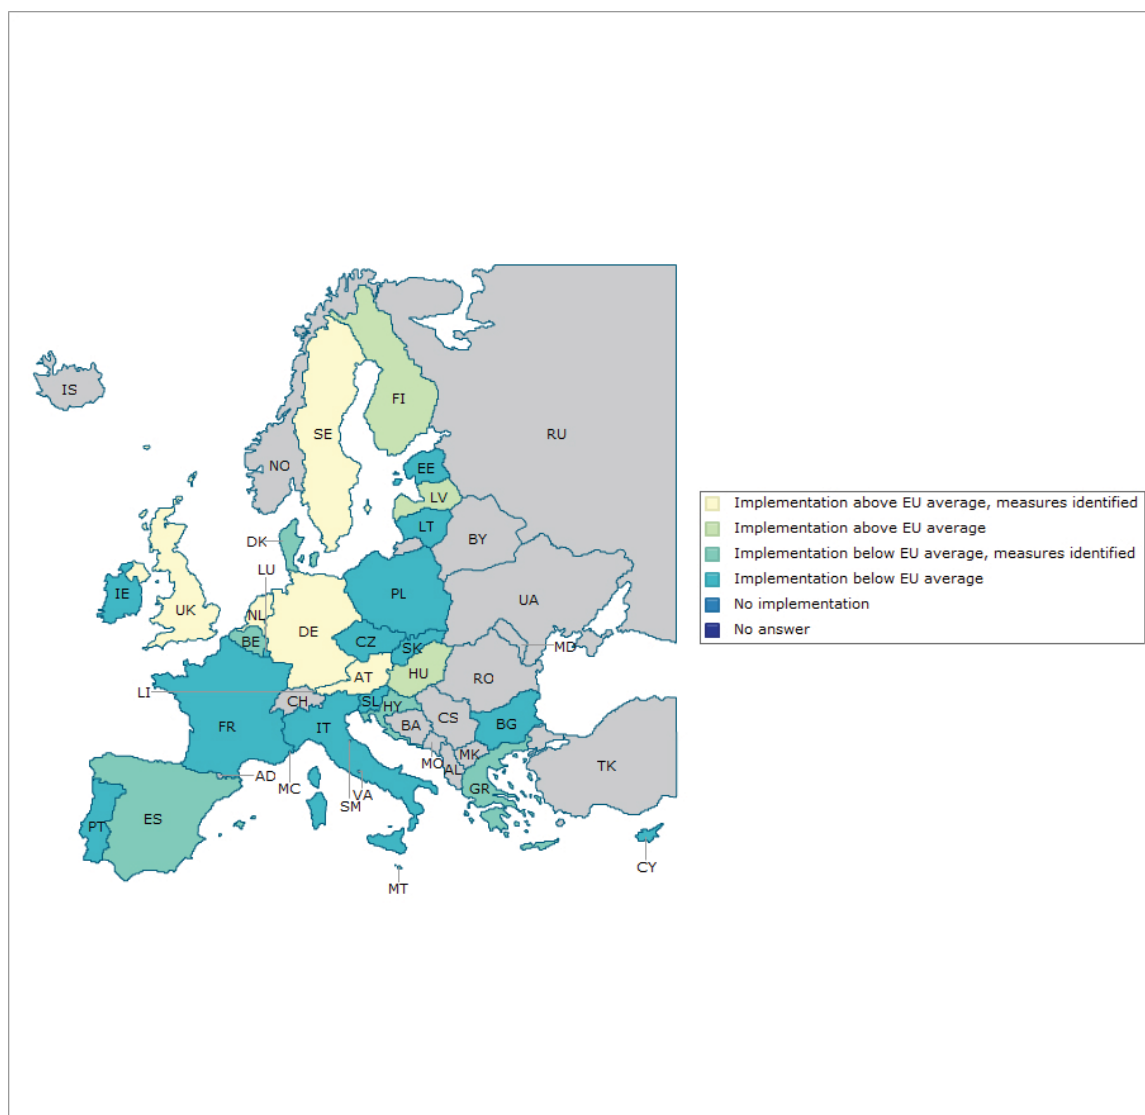 IS
FI
SE
RU
NO
EE
LV
LT
BY
DK
LU
IE
UK
NL
PL
UA
BE
DE
CZ
SK
MD
AT
HU
RO
LI
CH
SL
HY
FR
IT
BA
CS
BG
MO
MK
AL
TK
AD
MC
SM
VA
GR
PT
ES
CY
MT
Implementation above EU average, measures identified
Implementation above EU average
Implementation below EU average, measures identified
Implementation below EU average
No implementation
No answer